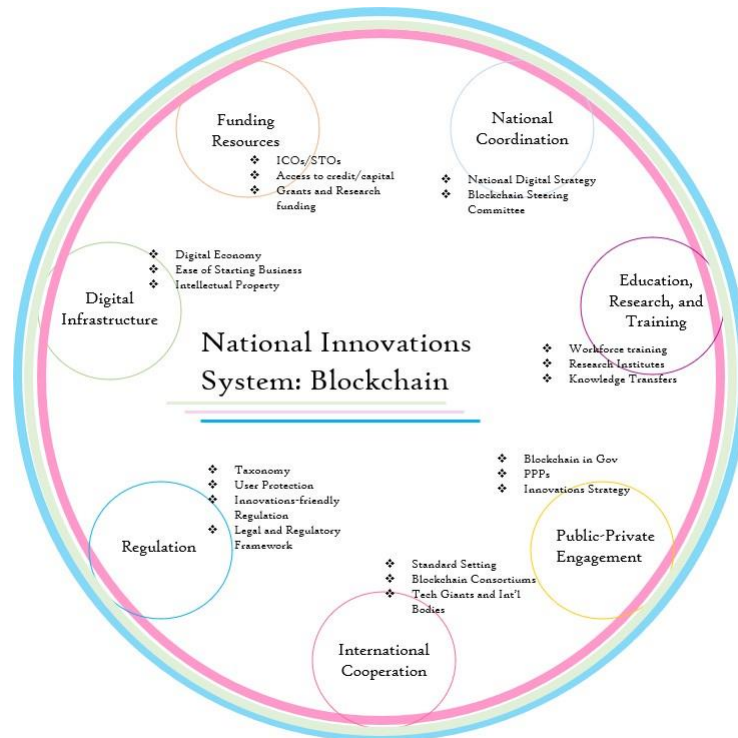 Funding
Resources
❖ ICOs/STOs
❖ Access to credit/capital
❖ Grants and Research
funding
National
Coordination
❖ National Digital Strategy
❖ Blockchain Steering
Committee
Digital
Infrastructure
❖ Digital Economy
❖ Ease of Starting Business
❖ Intellectual Property
Education,
Research, and
Training
❖ Workforce training
❖ Research Institutes
❖ Knowledge Transfers
National Innovations
System: Blockchain
Regulation
❖ Taxonomy
❖ User Protection
❖ Innovations-friendly
Regulation
❖ Legal and Regulatory
Framework
❖ Blockchain in Gov
❖ PPPs
❖ Innovations Strategy
Public-Private
Engagement
❖ Standard Setting
❖ Blockchain Consortiums
❖ Tech Giants and Int'l
Bodies
International
Cooperation